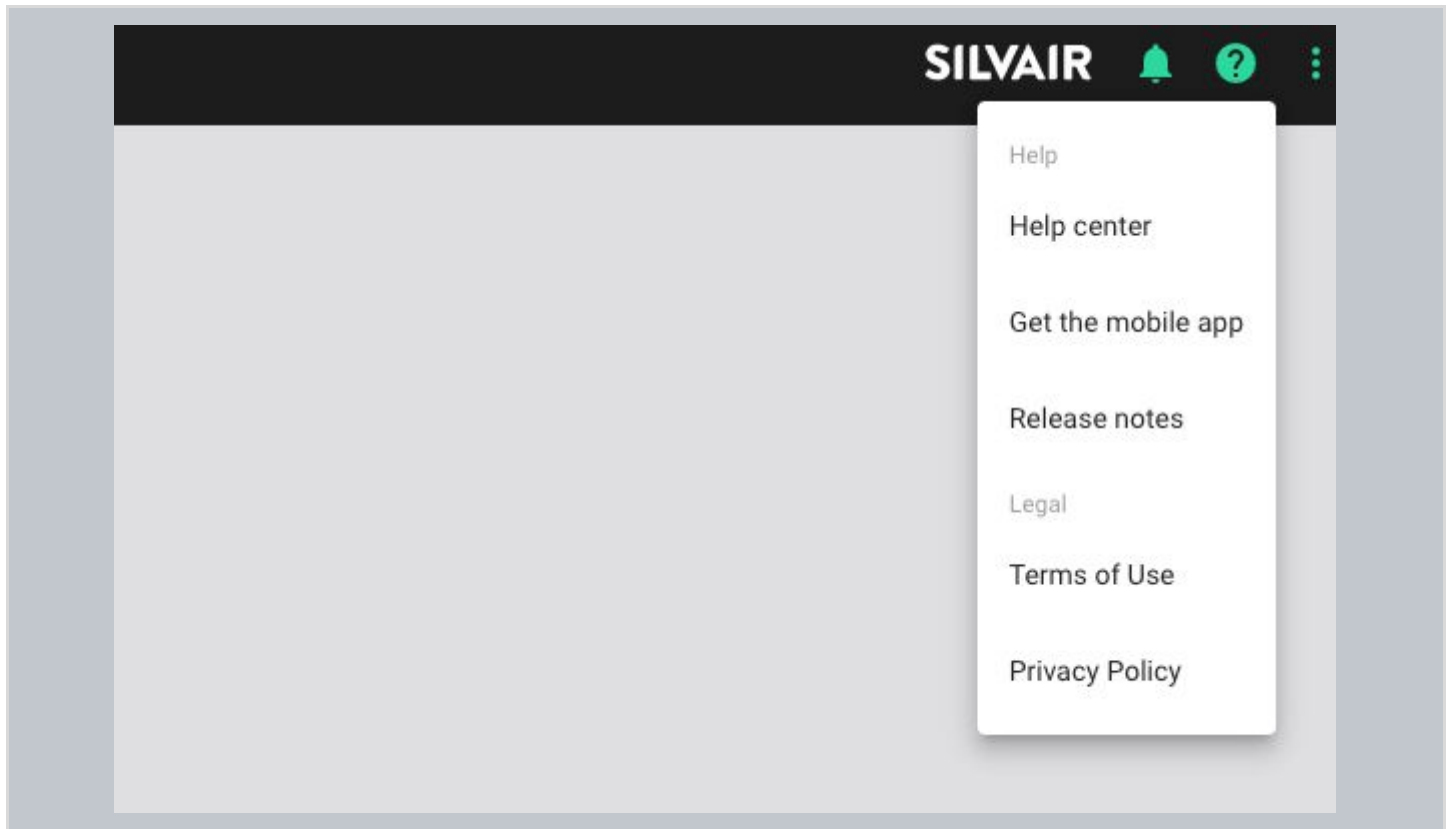 SILVAIR
Help
Help center
Get the mobile app
Release notes
Legal
Terms of Use
Privacy Policy